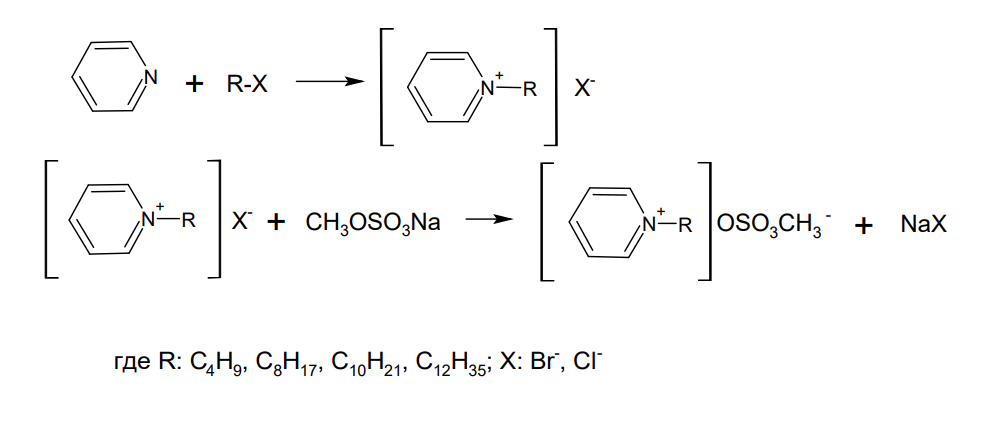 N + R-X N⁺ R X⁻
N⁺ R X⁻ + CH₃OSO₃Na N⁺ R OSO₃CH₃⁻ + NaX
где R: C₄H₉, C₈H₁₇, C₁₀H₂₁, C₁₂H₃₅; X: Br⁻, Cl⁻